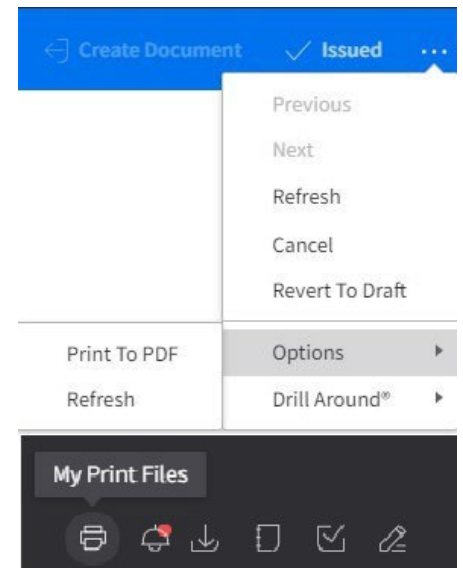 Create Document Issued ...
Previous
Next
Refresh
Cancel
Revert To Draft
Print To PDF Options
Refresh Drill Around®
My Print Files